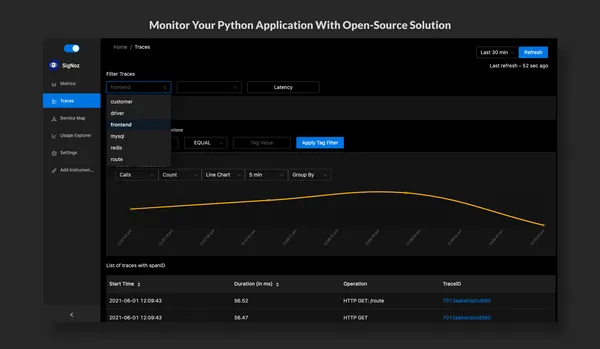 Monitor Your Python Application With Open-Source Solution
SigNoz
Metrics
Traces
Service Map
Usage Explorer
Settings
Add Instrumen...
Home / Traces
Last 30 min
Refresh
Last refresh - 52 sec ago
Filter Traces
frontend
Latency
customer
driver
frontend
mysql
redis
route
EQUAL
Tag Value
Apply Tag Filter
Calls
Count
Line Chart
5 min
Group By
List of traces with spanID
Start Time
Duration (in ms)
Operation
TraceID
2021-06-01 12:09:43
56.52
HTTP GET: /route
2021-06-01 12:09:43
56.47
HTTP GET